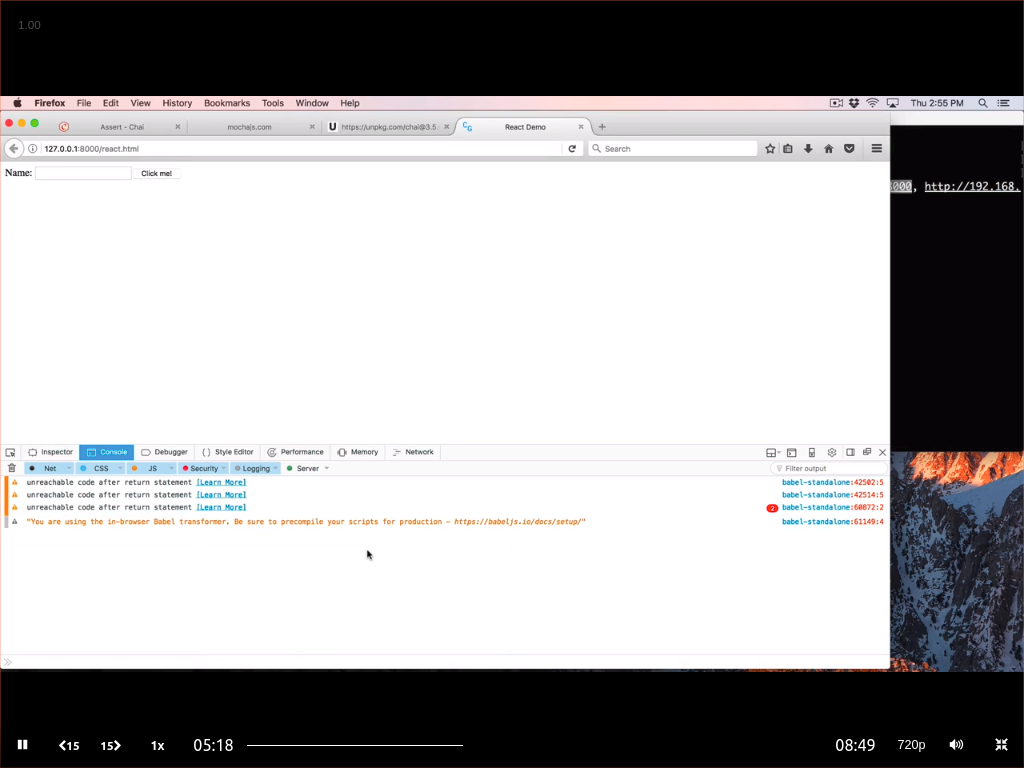 1.00
Firefox File Edit View History Bookmarks Tools Window Help Thu 2:55 PM
Assert - Chai mochajs.com U https://unpkg.com/chai@3.5. CG React Demo
127.0.0.1:8000/react.html Search
Name: Click me!
000, http://192.168.
Inspector Console Debugger Style Editor Performance Memory Network
Net CSS JS Security Logging Server Filter output
unreachable code after return statement [Learn More] babel-standalone:42502:5
unreachable code after return statement [Learn More] babel-standalone:42514:5
unreachable code after return statement [Learn More] 2 babel-standalone:60872:2
"You are using the in-browser Babel transformer. Be sure to precompile your scripts for production - https://babeljs.io/docs/setup/" babel-standalone:61149:4
15 15 1x 05:18 08:49 720p